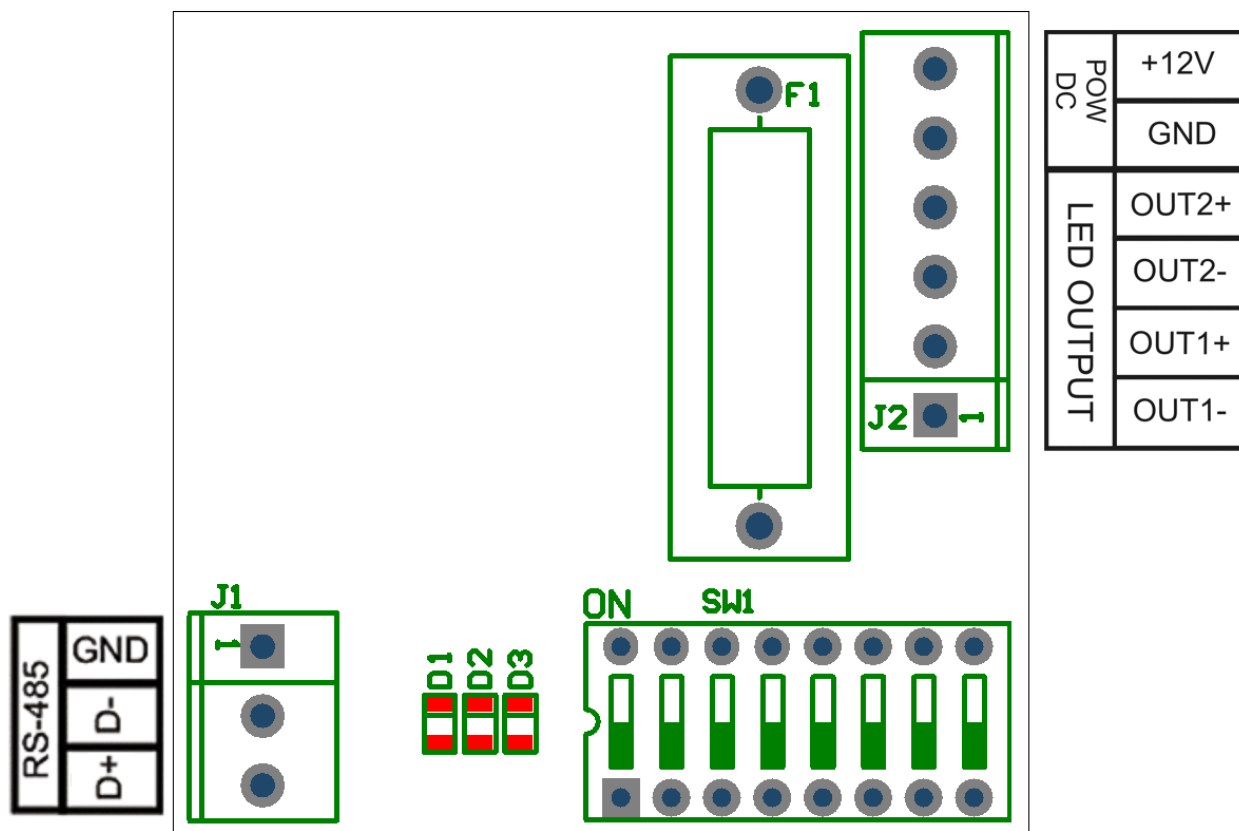 F1
J2
1
POW
DC
+12V
GND
LED OUTPUT
OUT2+
OUT2-
OUT1+
OUT1-
J1
1
RS-485
GND
D-
D+
D1
D2
D3
ON
SW1